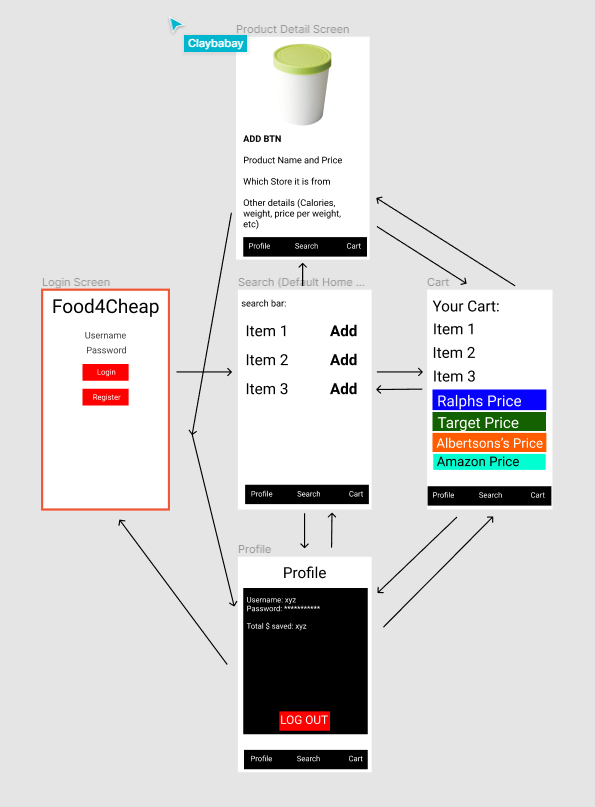 Product Detail Screen
Claybabay
ADD BTN
Product Name and Price
Which Store it is from
Other details (Calories,
weight, price per weight,
etc)
Profile Search Cart
Login Screen
Food4Cheap
Username
Password
Login
Register
Search (Default Home ...
search bar:
Item 1 Add
Item 2 Add
Item 3 Add
Profile Search Cart
Cart
Your Cart:
Item 1
Item 2
Item 3
Ralphs Price
Target Price
Albertsons's Price
Amazon Price
Profile Search Cart
Profile
Profile
Username: xyz
Password: ***********
Total $ saved: xyz
LOG OUT
Profile Search Cart